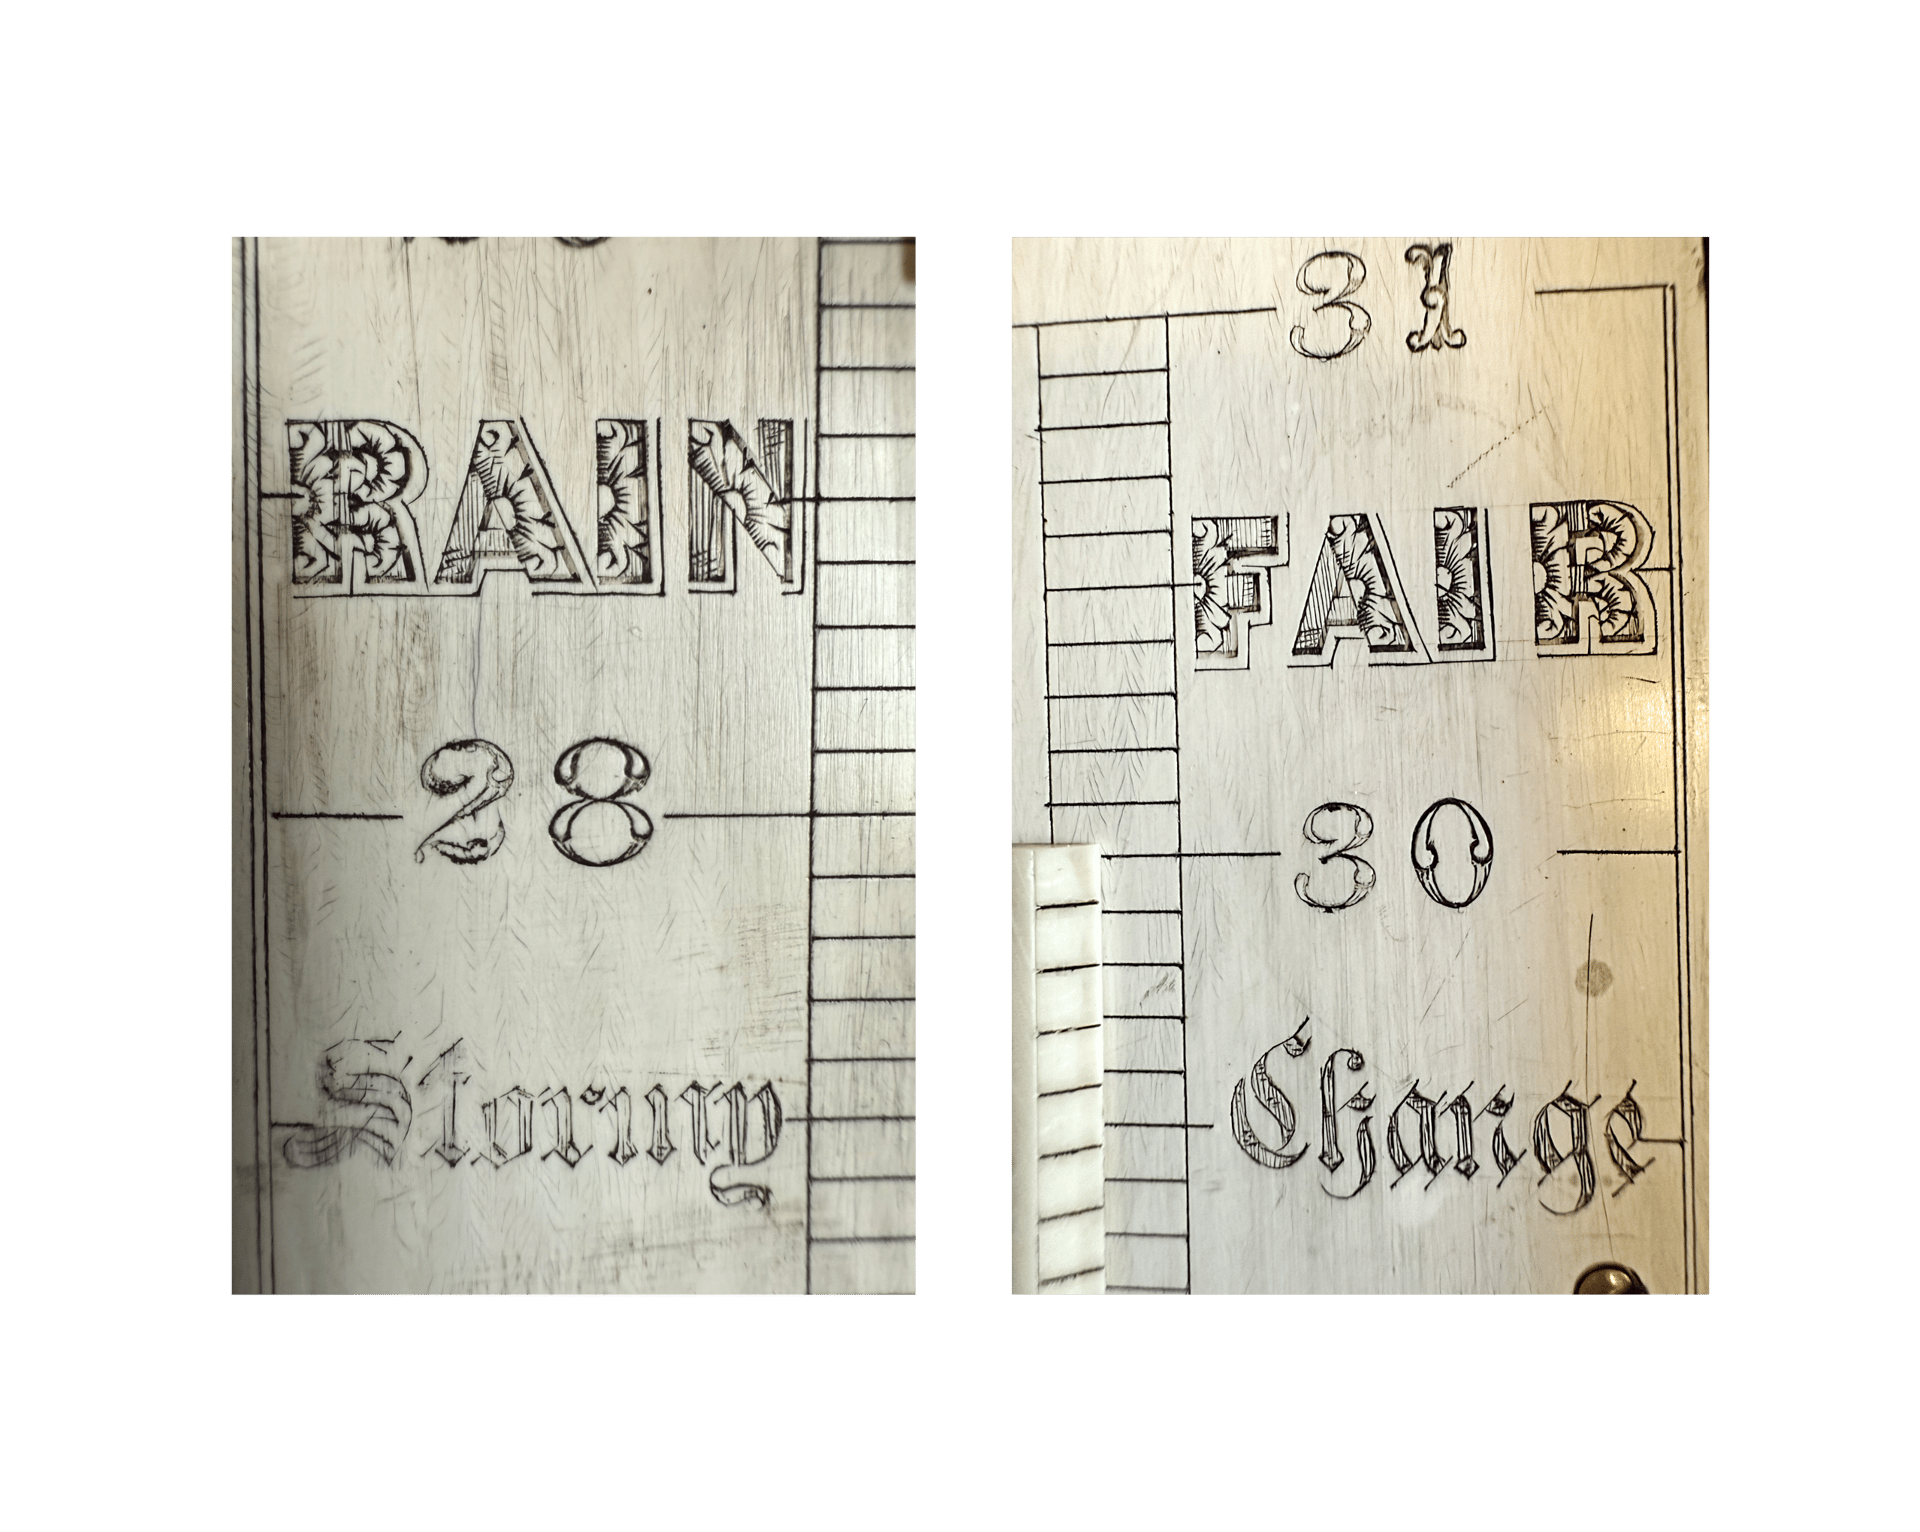 RAIN
28
Stormy
31
FAIR
30
Change